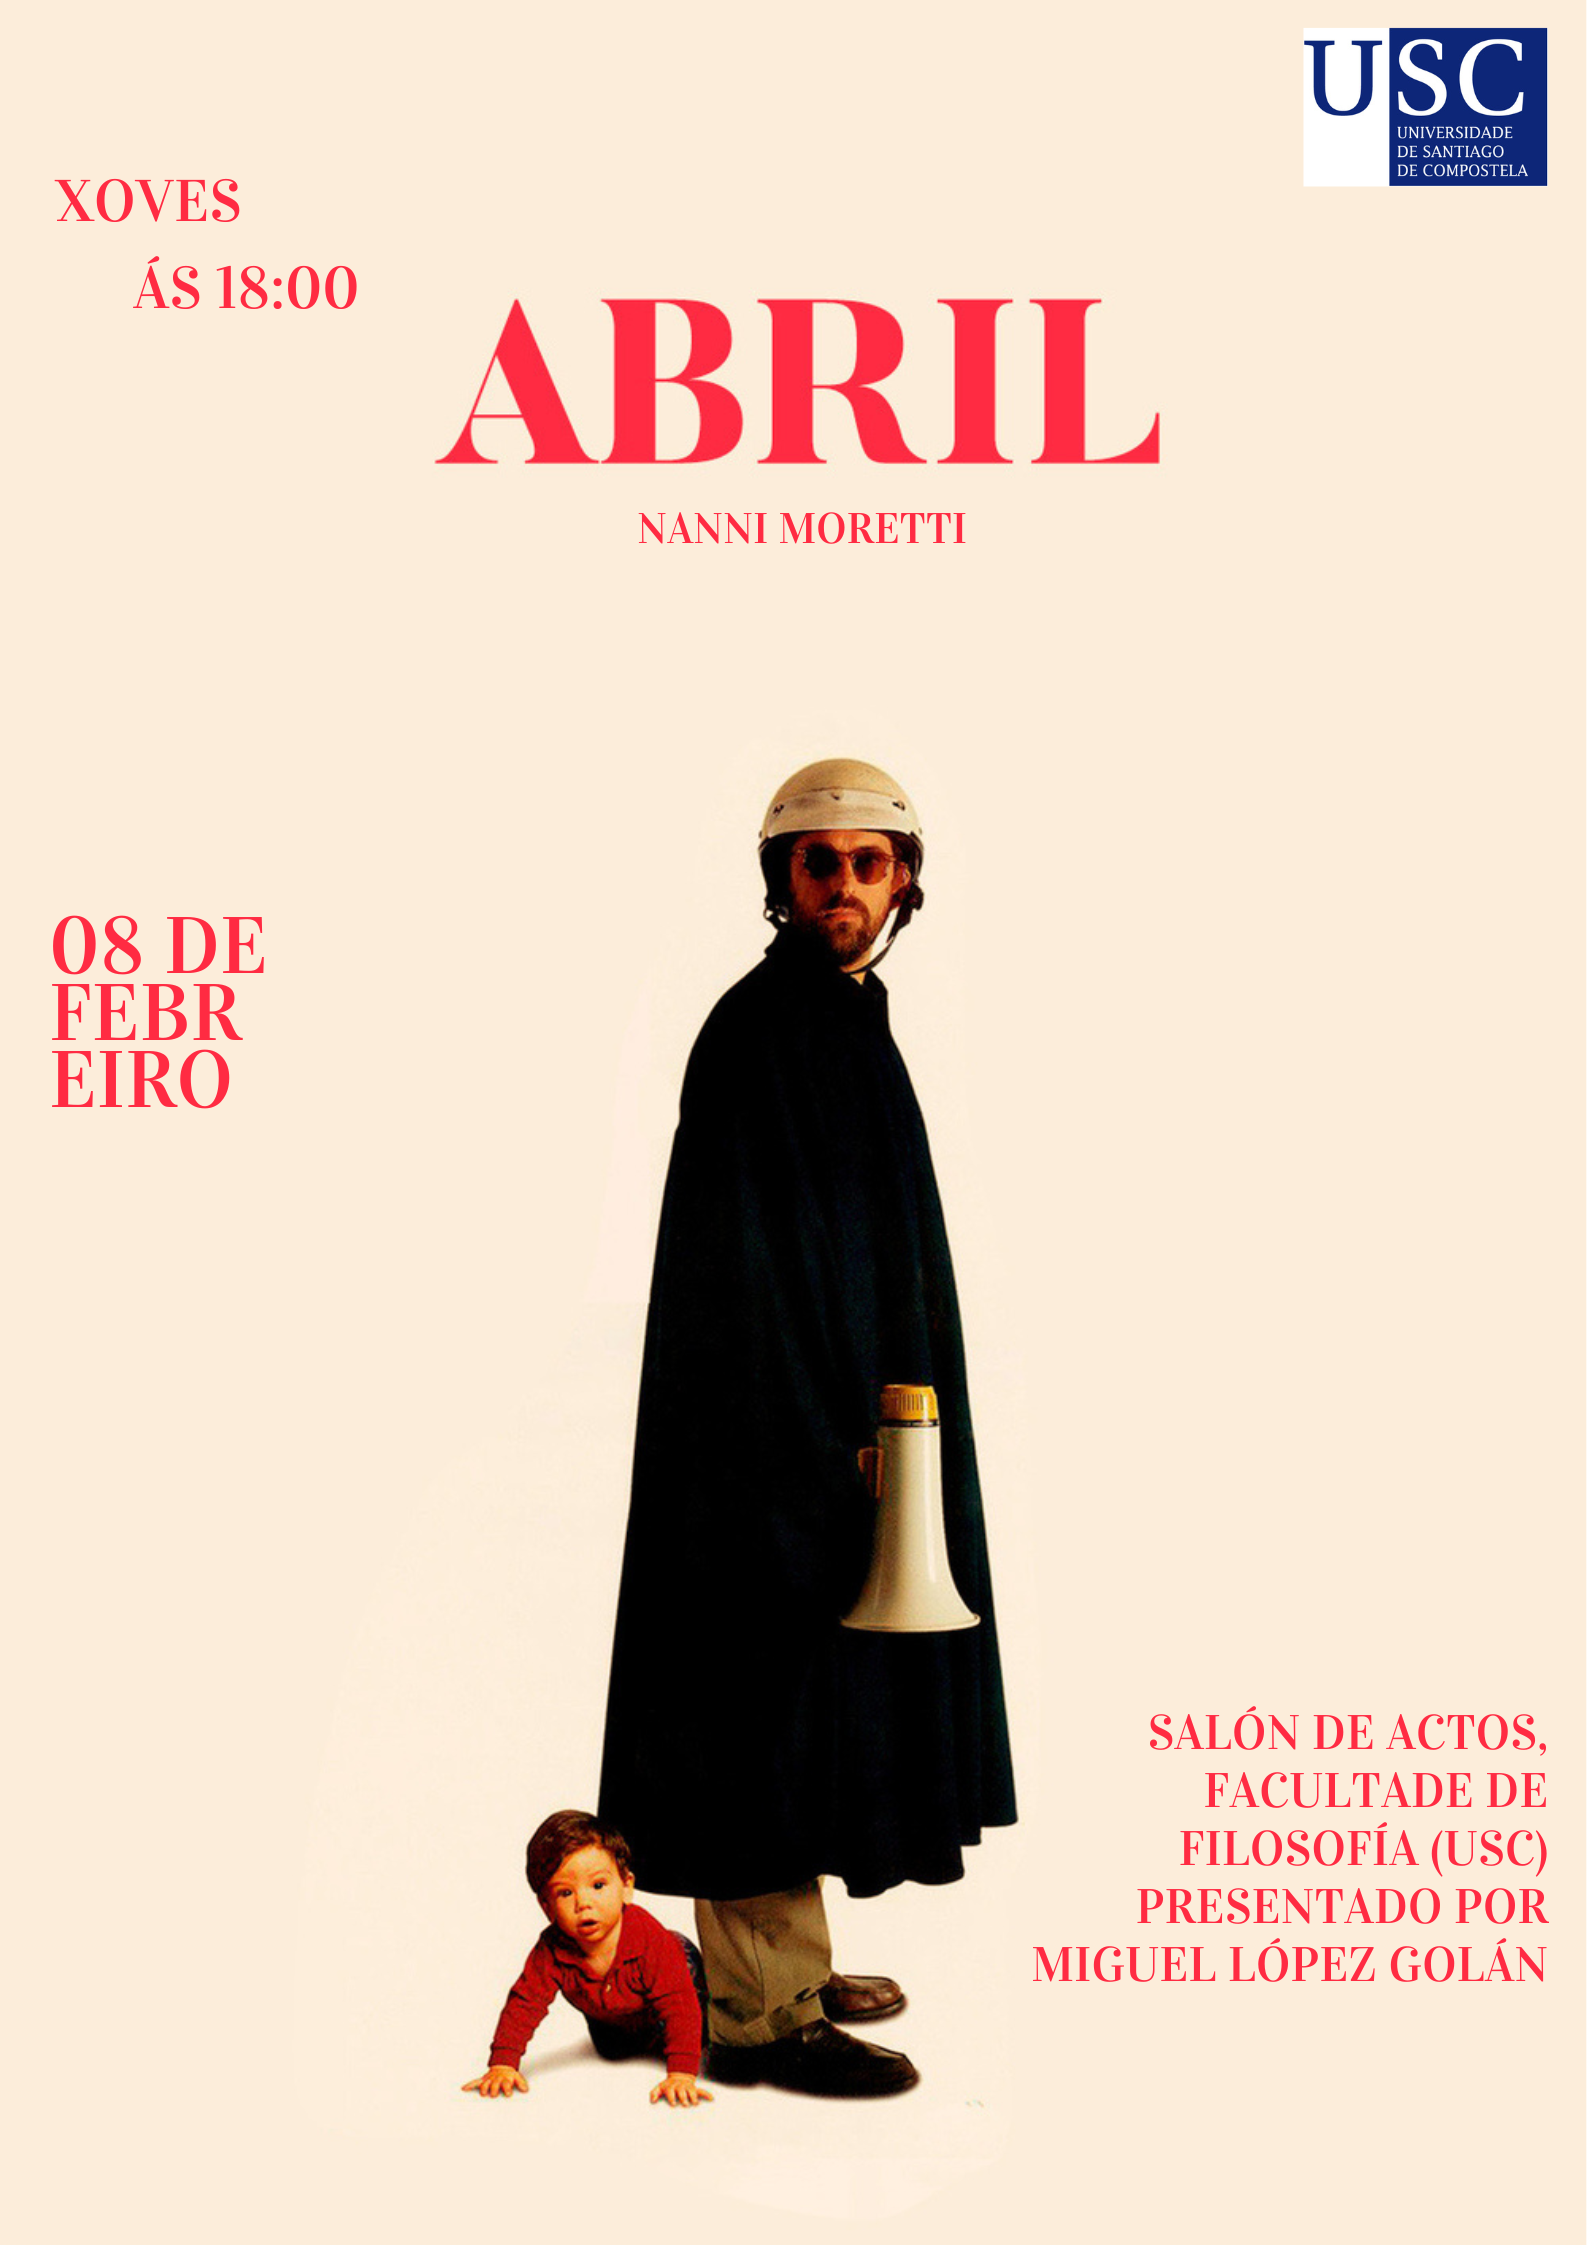 USC
UNIVERSIDADE
DE SANTIAGO
DE COMPOSTELA
XOVES
ÁS 18:00
ABRIL
NANNI MORETTI
08 DE
FEBR
EIRO
SALÓN DE ACTOS,
FACULTADE DE
FILOSOFÍA (USC)
PRESENTADO POR
MIGUEL LÓPEZ GOLÁN